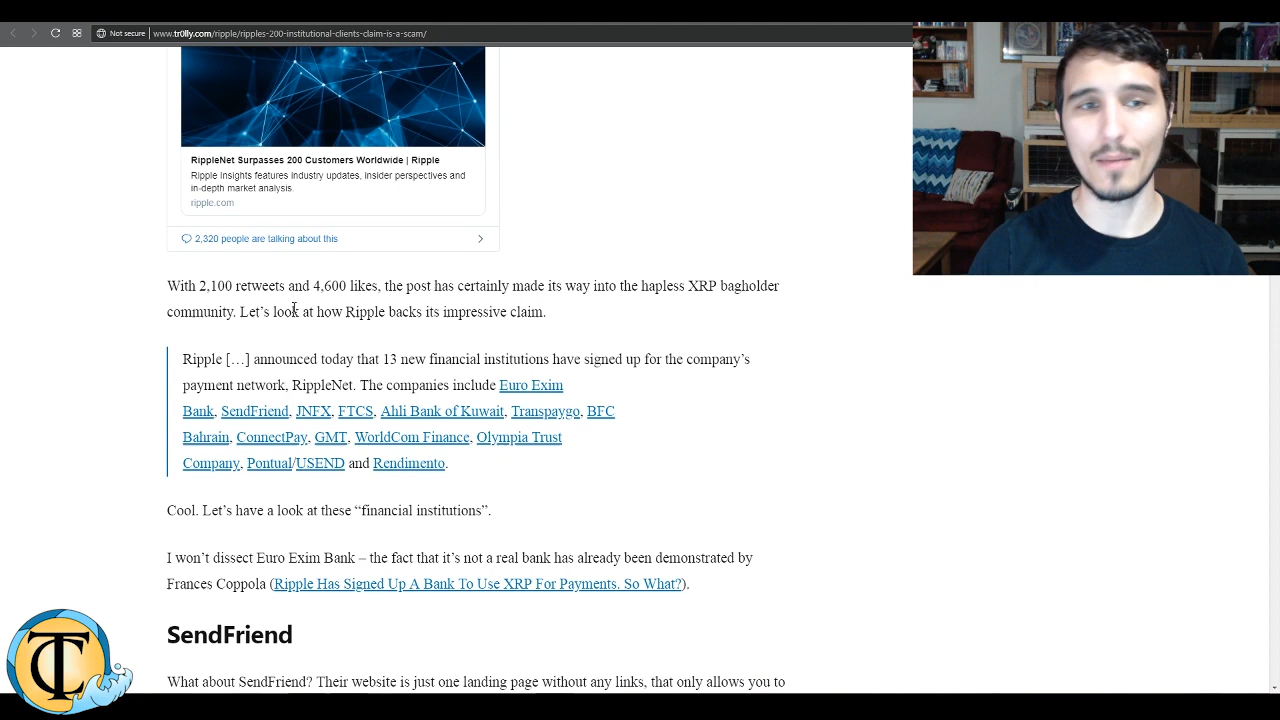 Not secure | www.tr0lly.com/ripple/ripples-200-institutional-clients-claim-is-a-scam/
RippleNet Surpasses 200 Customers Worldwide | Ripple
Ripple Insights features industry updates, insider perspectives and
in-depth market analysis.
ripple.com
2,320 people are talking about this
With 2,100 retweets and 4,600 likes, the post has certainly made its way into the hapless XRP bagholder
community. Let’s look at how Ripple backs its impressive claim.
Ripple […] announced today that 13 new financial institutions have signed up for the company’s
payment network, RippleNet. The companies include Euro Exim
Bank, SendFriend, JNFX, FTCS, Ahli Bank of Kuwait, Transpaygo, BFC
Bahrain, ConnectPay, GMT, WorldCom Finance, Olympia Trust
Company, Pontual/USEND and Rendimento.
Cool. Let’s have a look at these “financial institutions”.
I won’t dissect Euro Exim Bank – the fact that it’s not a real bank has already been demonstrated by
Frances Coppola (Ripple Has Signed Up A Bank To Use XRP For Payments. So What?).
SendFriend
What about SendFriend? Their website is just one landing page without any links, that only allows you to
TC